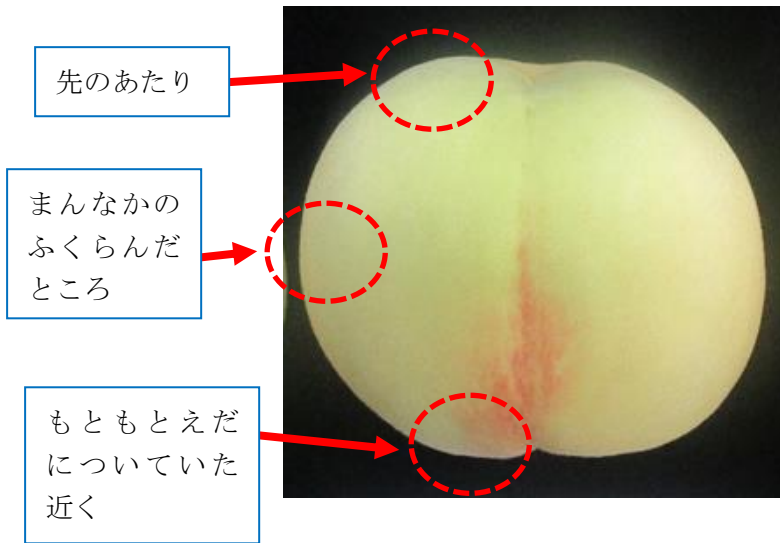 先のあたり
まんなかの
ふくらんだ
ところ
もともとえだ
についていた
近く